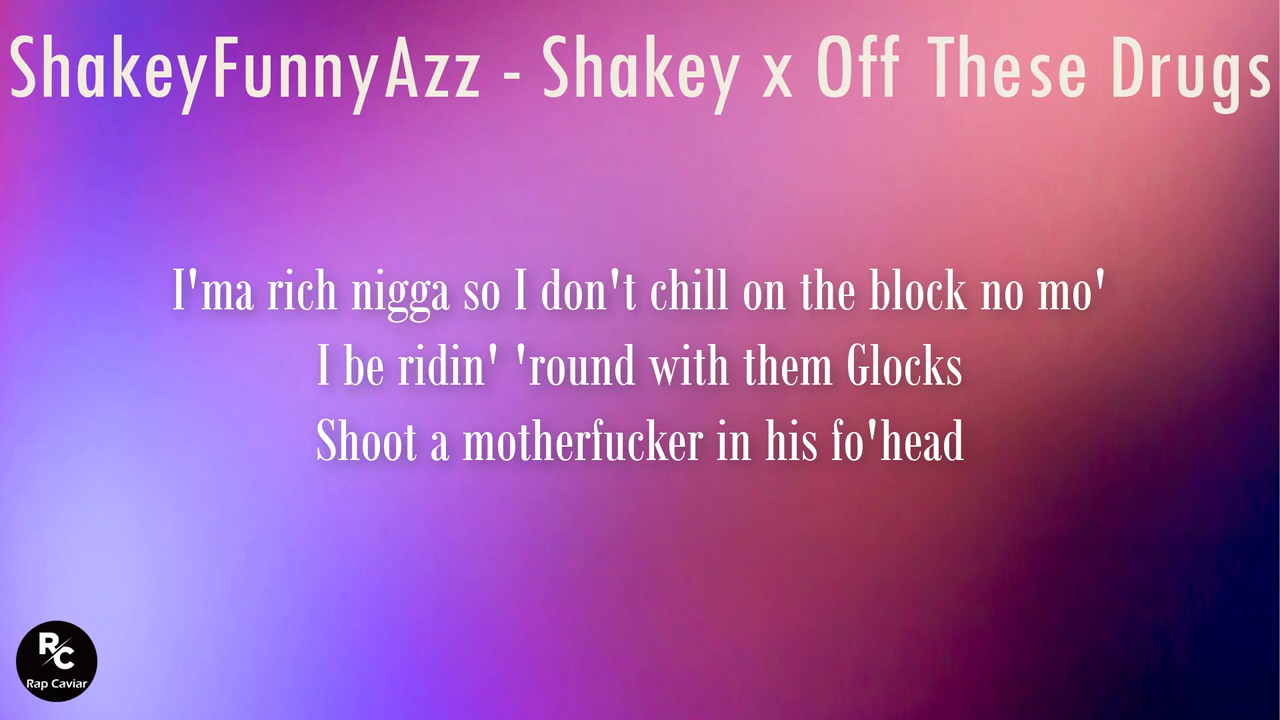 ShakeyFunnyAzz - Shakey x Off These Drugs
I'ma rich nigga so I don't chill on the block no mo'
I be ridin' 'round with them Glocks
Shoot a motherfucker in his fo'head
R/C
Rap Caviar